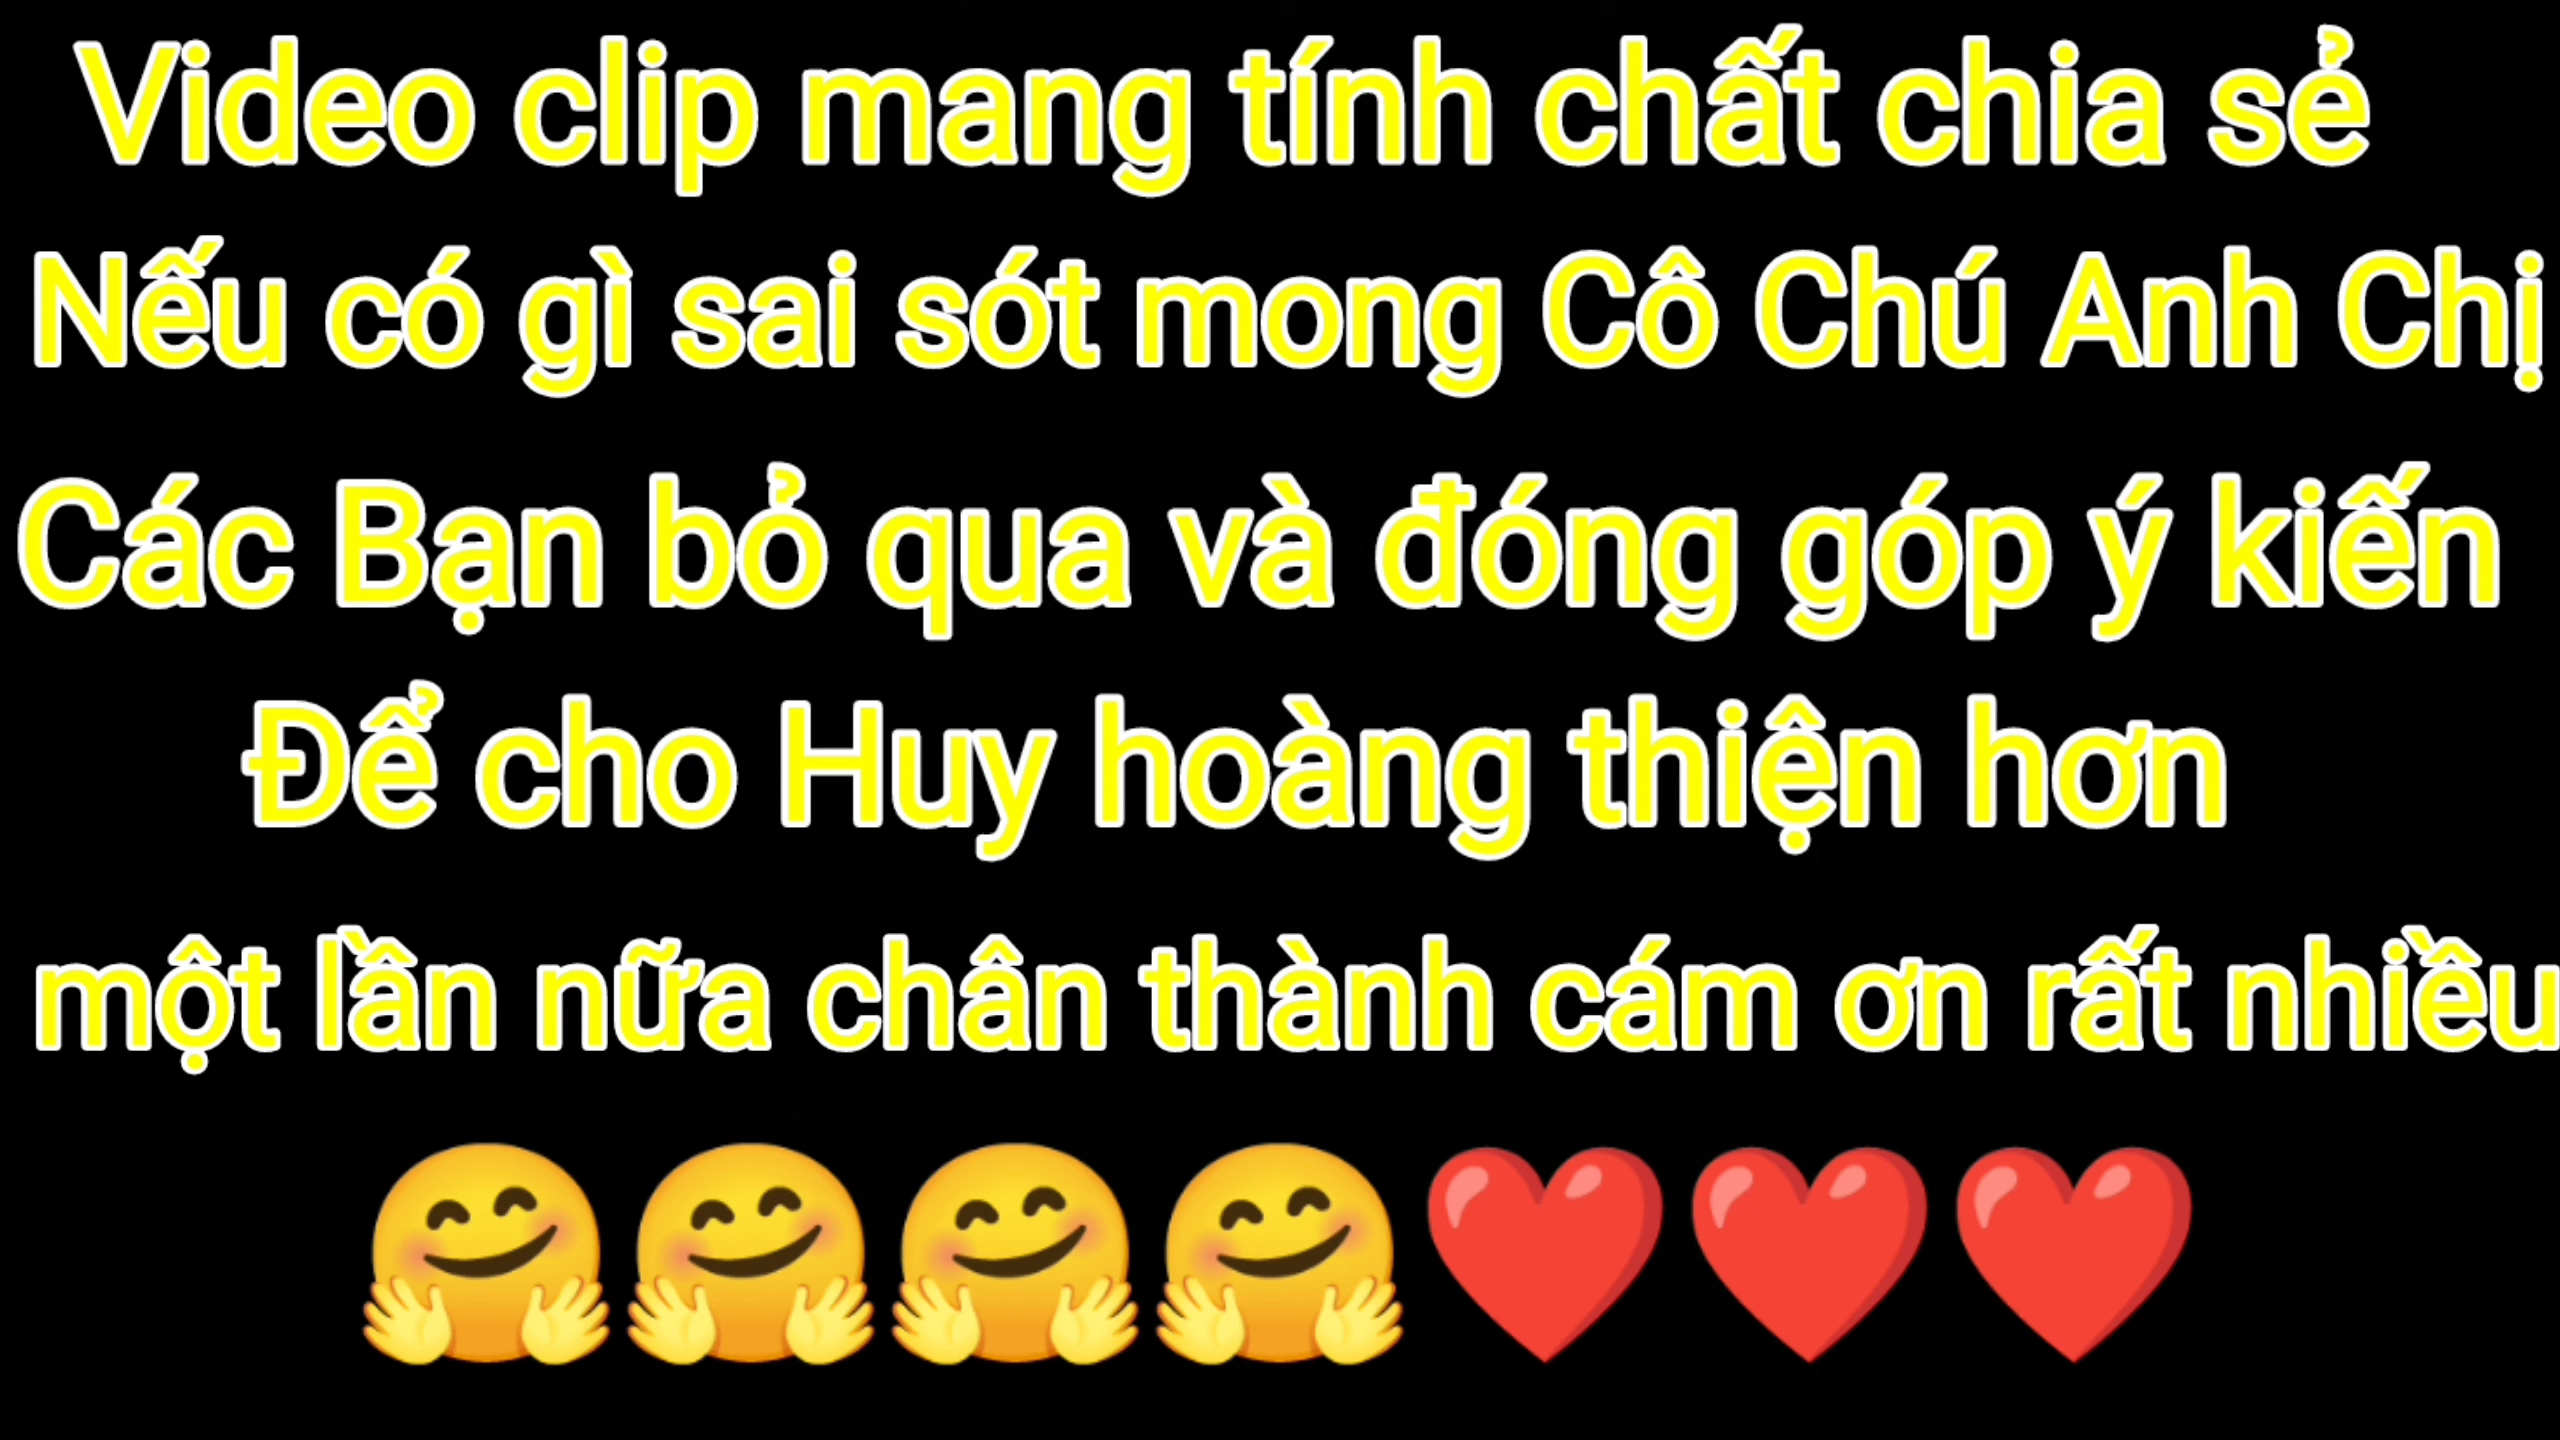 Video clip mang tính chất chia sẻ
Nếu có gì sai sót mong Cô Chú Anh Chị
Các Bạn bỏ qua và đóng góp ý kiến
Để cho Huy hoàng thiện hơn
một lần nữa chân thành cám ơn rất nhiều
🤗🤗🤗🤗❤️❤️❤️